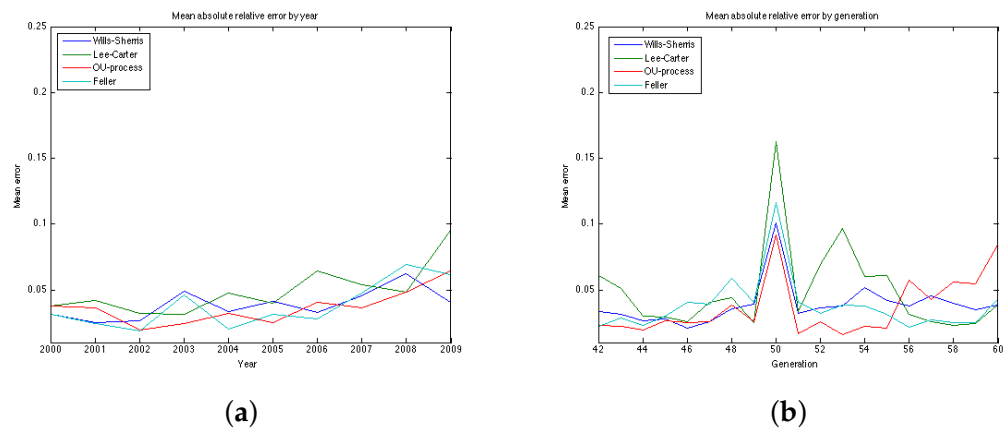 Mean absolute relative error by year
0.25
0.2
0.15
0.1
0.05
Mean error
Wills-Sherris
Lee-Carter
OU-process
Feller
2000 2001 2002 2003 2004 2005 2006 2007 2008 2009
Year
(a)
Mean absolute relative error by generation
0.25
0.2
0.15
0.1
0.05
Mean error
Wills-Sherris
Lee-Carter
OU-process
Feller
42 44 46 48 50 52 54 56 58 60
Generation
(b)